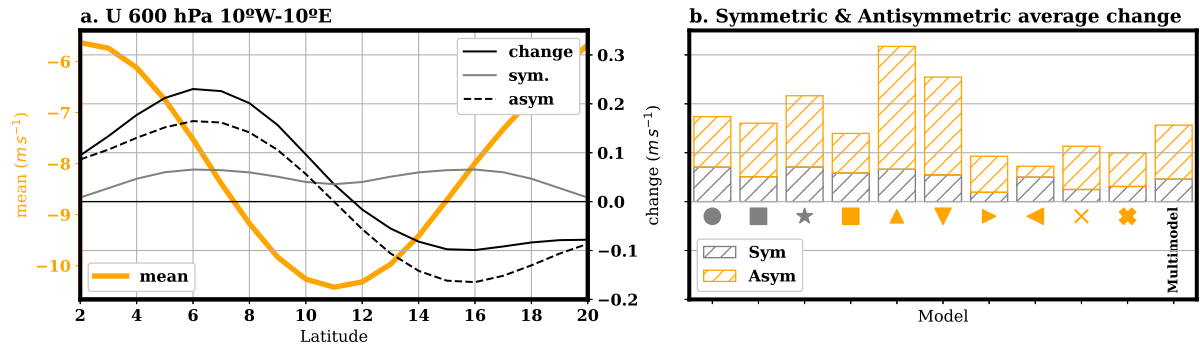 a. U 600 hPa 10ºW-10ºE
mean (m s⁻¹)
−6
−7
−8
−9
−10
change
sym.
asym
mean
2 4 6 8 10 12 14 16 18 20
Latitude
0.3
0.2
0.1
0.0
−0.1
−0.2
change (m s⁻¹)
b. Symmetric & Antisymmetric average change
Sym
Asym
Multimodel
Model